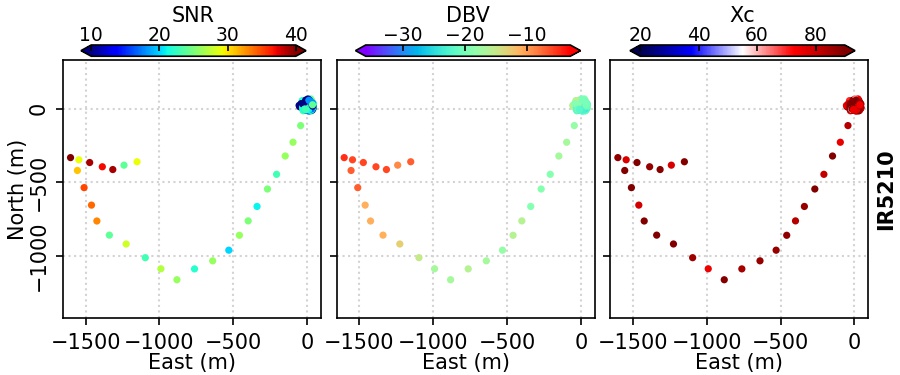 SNR DBV Xc
10 20 30 40 −30 −20 −10 20 40 60 80
North (m)
0
−500
−1000
−1500 −1000 −500 0 −1500 −1000 −500 0 −1500 −1000 −500 0
East (m) East (m) East (m)
IR5210